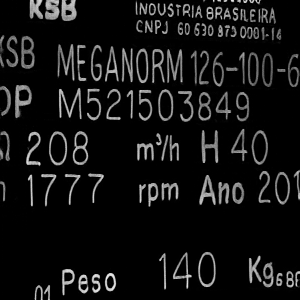 KSB
INDUSTRIA BRASILEIRA
CNPJ 60 630 879 0001-14
KSB MEGANORM 126-100-6
OP M521503849
Ω 208 m³/h H 40
n 1777 rpm Ano 201
Peso 140 Kg